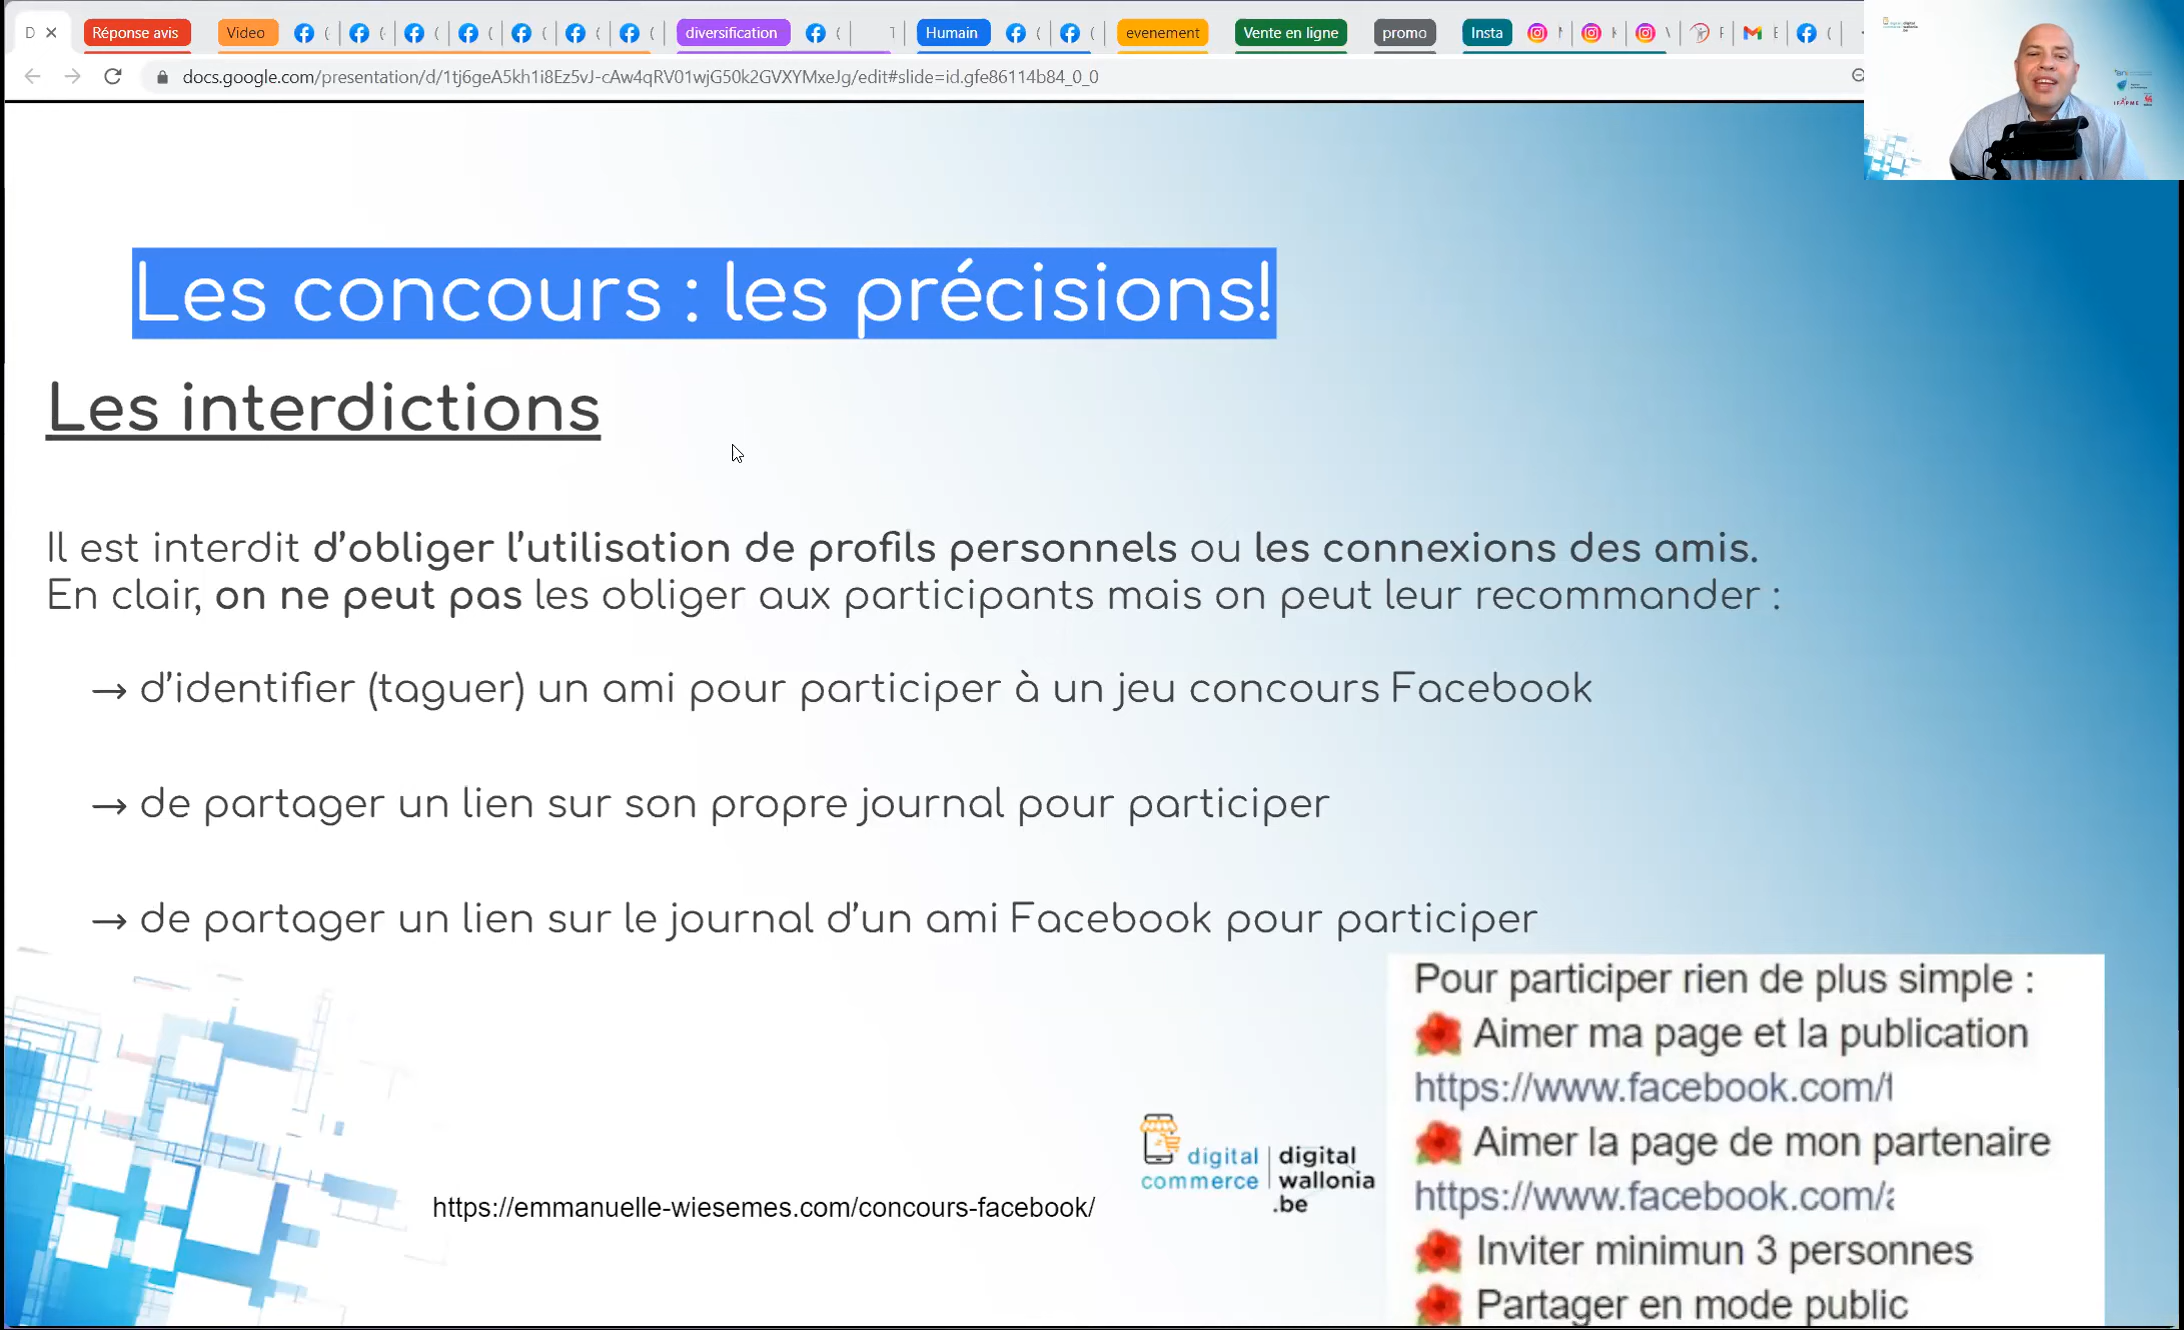 D
Réponse avis
Video
diversification
Humain
evenement
Vente en ligne
promo
Insta
docs.google.com/presentation/d/1tj6geA5kh1i8Ez5vJ-cAw4qRV01wjG50k2GVXYMxeJg/edit#slide=id.gfe86114b84_0_0
Les concours : les précisions!
Les interdictions
Il est interdit d’obliger l’utilisation de profils personnels ou les connexions des amis.
En clair, on ne peut pas les obliger aux participants mais on peut leur recommander :
→ d’identifier (taguer) un ami pour participer à un jeu concours Facebook
→ de partager un lien sur son propre journal pour participer
→ de partager un lien sur le journal d’un ami Facebook pour participer
Pour participer rien de plus simple :
Aimer ma page et la publication
https://www.facebook.com/
Aimer la page de mon partenaire
https://www.facebook.com/
Inviter minimun 3 personnes
Partager en mode public
https://emmanuelle-wiesemes.com/concours-facebook/
digital
commerce
digital
wallonia
.be
IFAPME